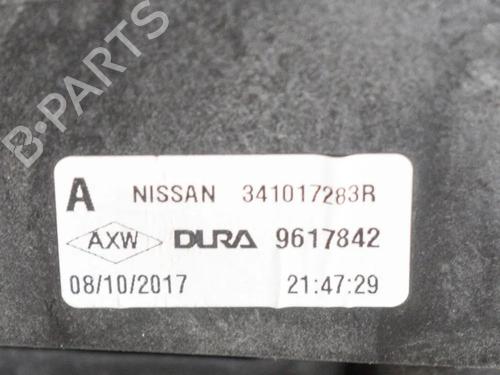 B-PARTS
A NISSAN 341017283R
AXW DURA 9617842
08/10/2017 21:47:29